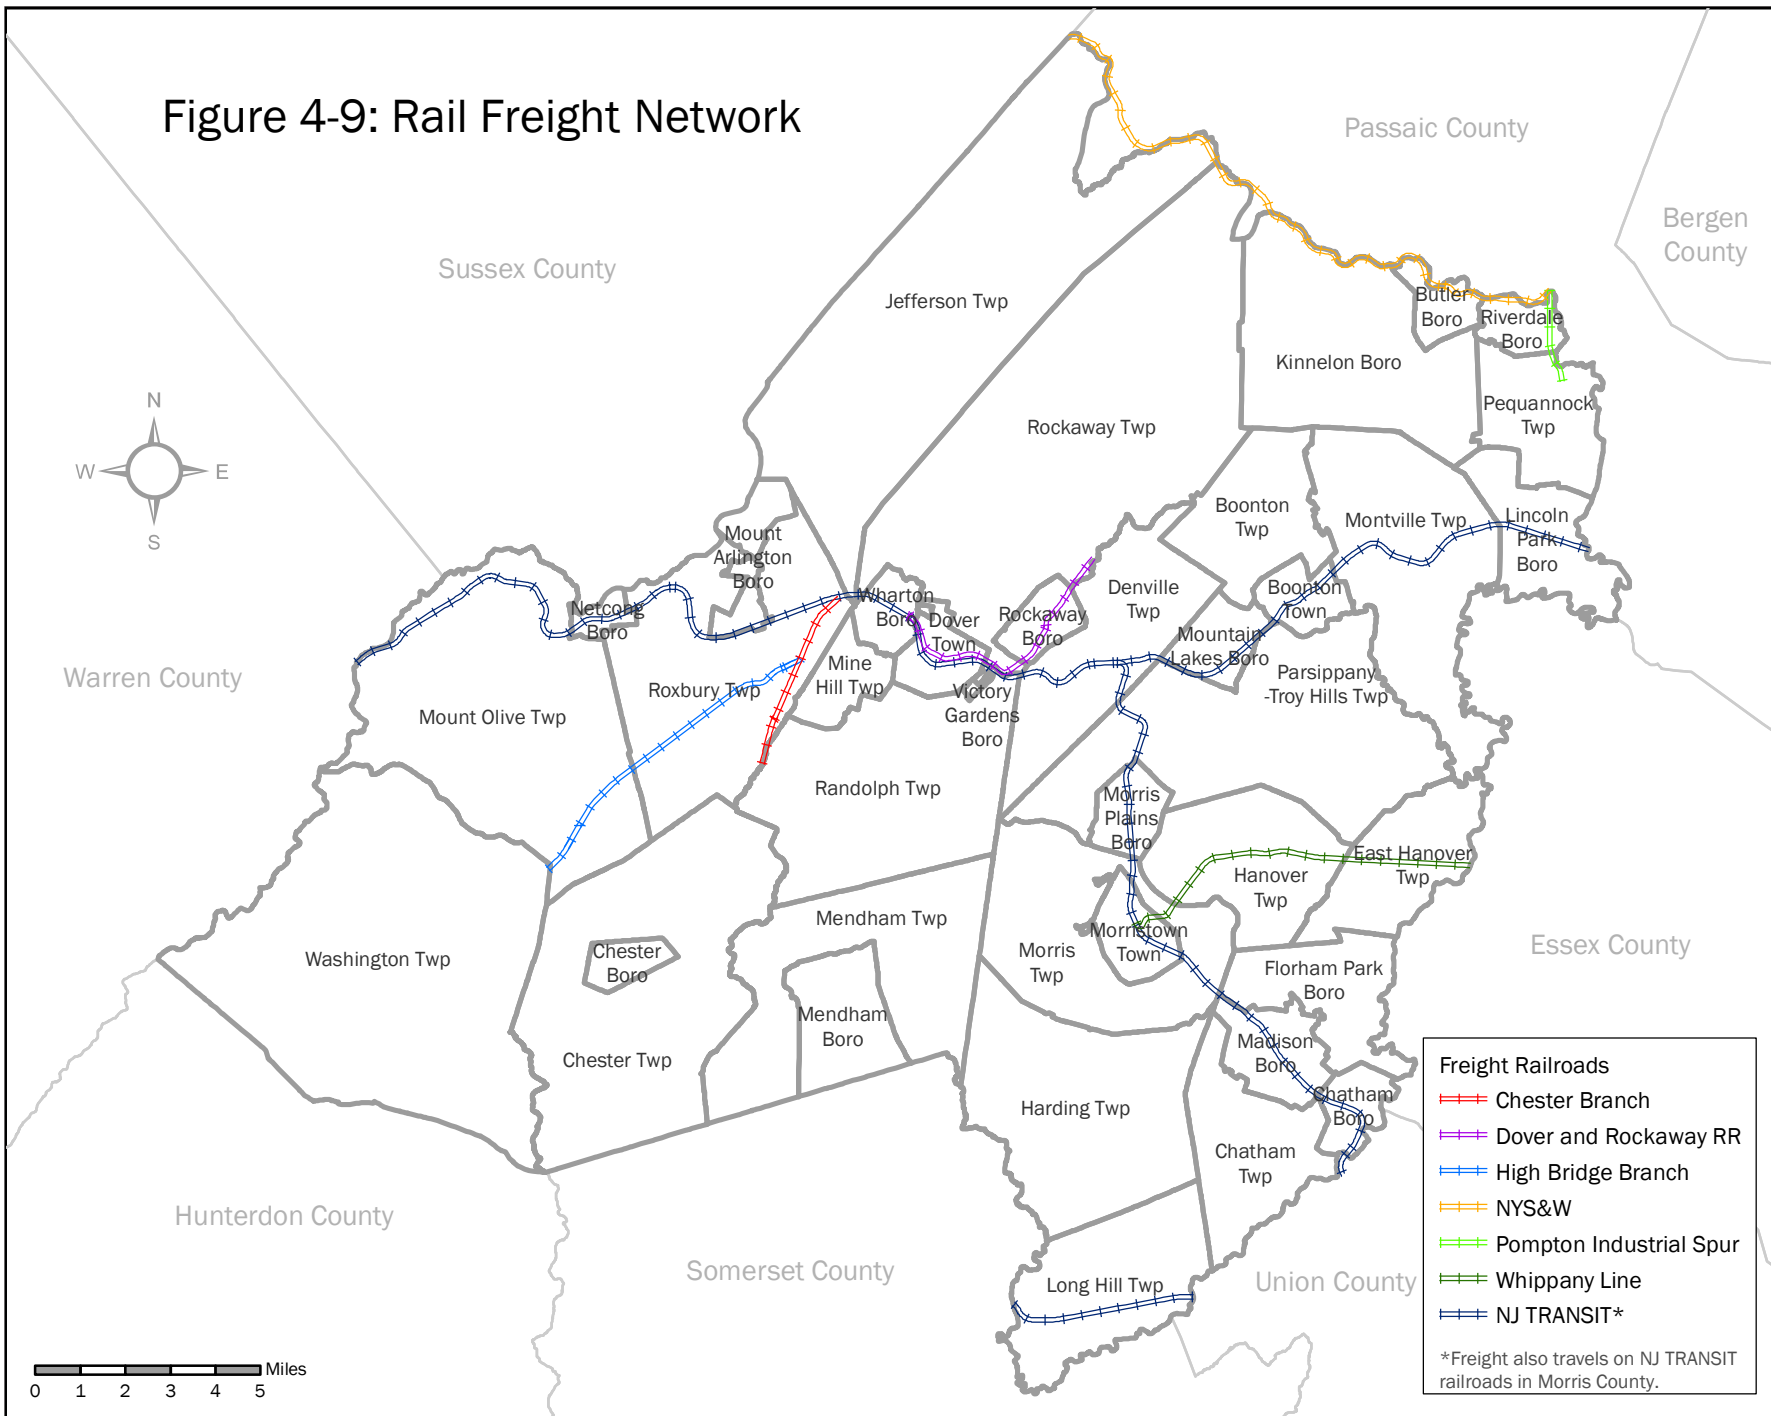 Figure 4-9: Rail Freight Network
Passaic County
Bergen
County
Sussex County
Jefferson Twp
Butler
Boro
Riverdale
Boro
Kinnelon Boro
Pequannock
Twp
Rockaway Twp
N
W
E
S
Boonton
Twp
Montville Twp
Lincoln
Park
Boro
Mount
Arlington
Boro
Netcong
Boro
Wharton
Boro
Dover
Town
Rockaway
Boro
Denville
Twp
Boonton
Town
Mountain
Lakes Boro
Parsippany
-Troy Hills Twp
Warren County
Mount Olive Twp
Roxbury Twp
Mine
Hill Twp
Victory
Gardens
Boro
Randolph Twp
Morris
Plains
Boro
East Hanover
Twp
Hanover
Twp
Mendham Twp
Morristown
Town
Morris
Twp
Essex County
Washington Twp
Chester
Boro
Florham Park
Boro
Mendham
Boro
Madison
Boro
Chester Twp
Harding Twp
Chatham
Boro
Chatham
Twp
Hunterdon County
Somerset County
Long Hill Twp
Union County
Freight Railroads
Chester Branch
Dover and Rockaway RR
High Bridge Branch
NYS&W
Pompton Industrial Spur
Whippany Line
NJ TRANSIT*
*Freight also travels on NJ TRANSIT
railroads in Morris County.
Miles
0 1 2 3 4 5